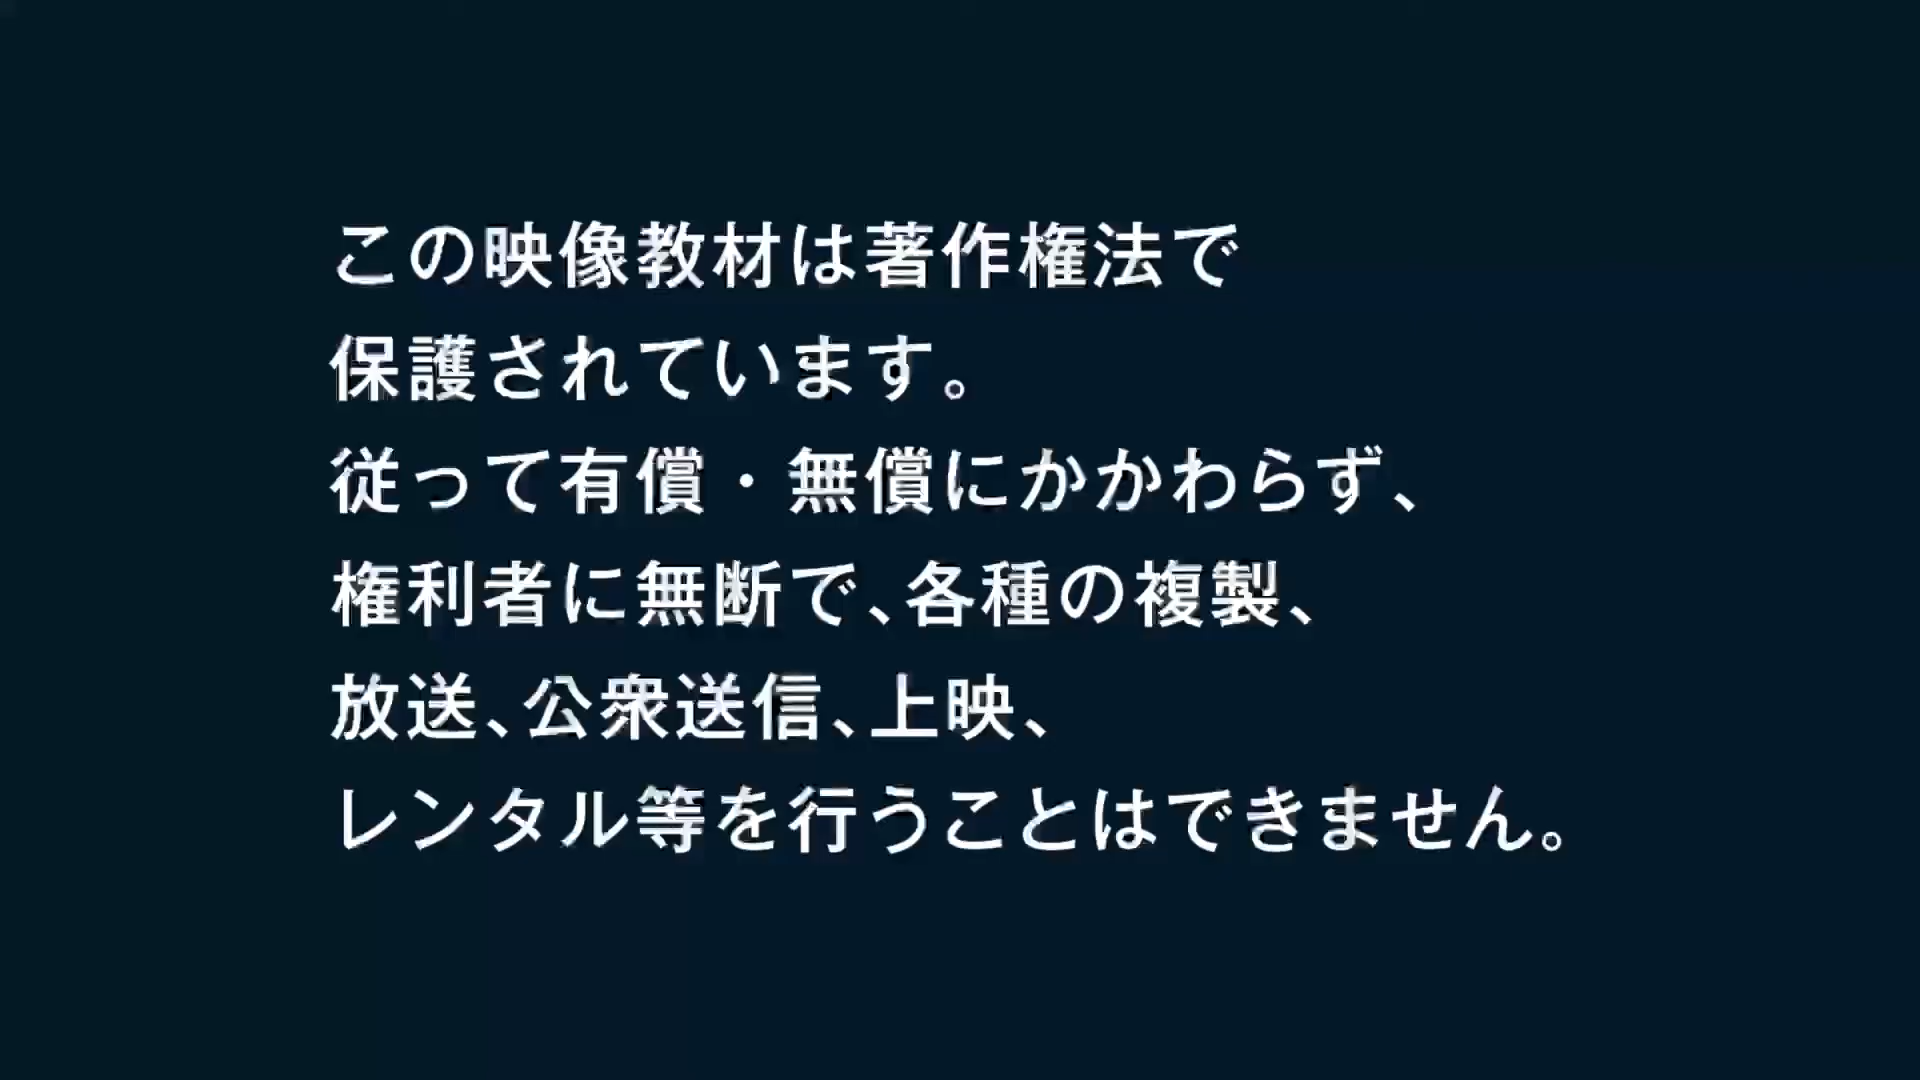 この映像教材は著作権法で
保護されています。
従って有償・無償にかかわらず、
権利者に無断で、各種の複製、
放送、公衆送信、上映、
レンタル等を行うことはできません。